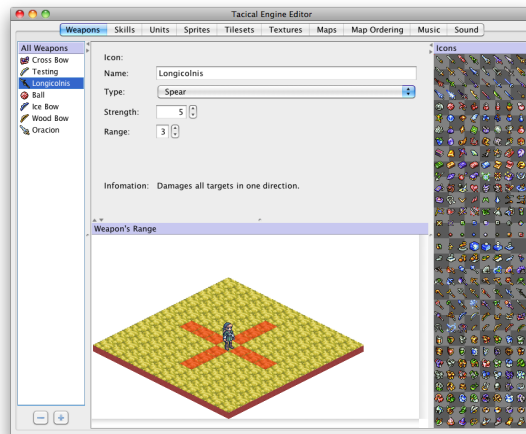 Tacical Engine Editor
Weapons Skills Units Sprites Tilesets Textures Maps Map Ordering Music Sound
All Weapons
Cross Bow
Testing
Longicolnis
Ball
Ice Bow
Wood Bow
Oracion
Icon:
Name: Longicolnis
Type: Spear
Strength: 5
Range: 3
Infomation: Damages all targets in one direction.
Weapon's Range
Icons